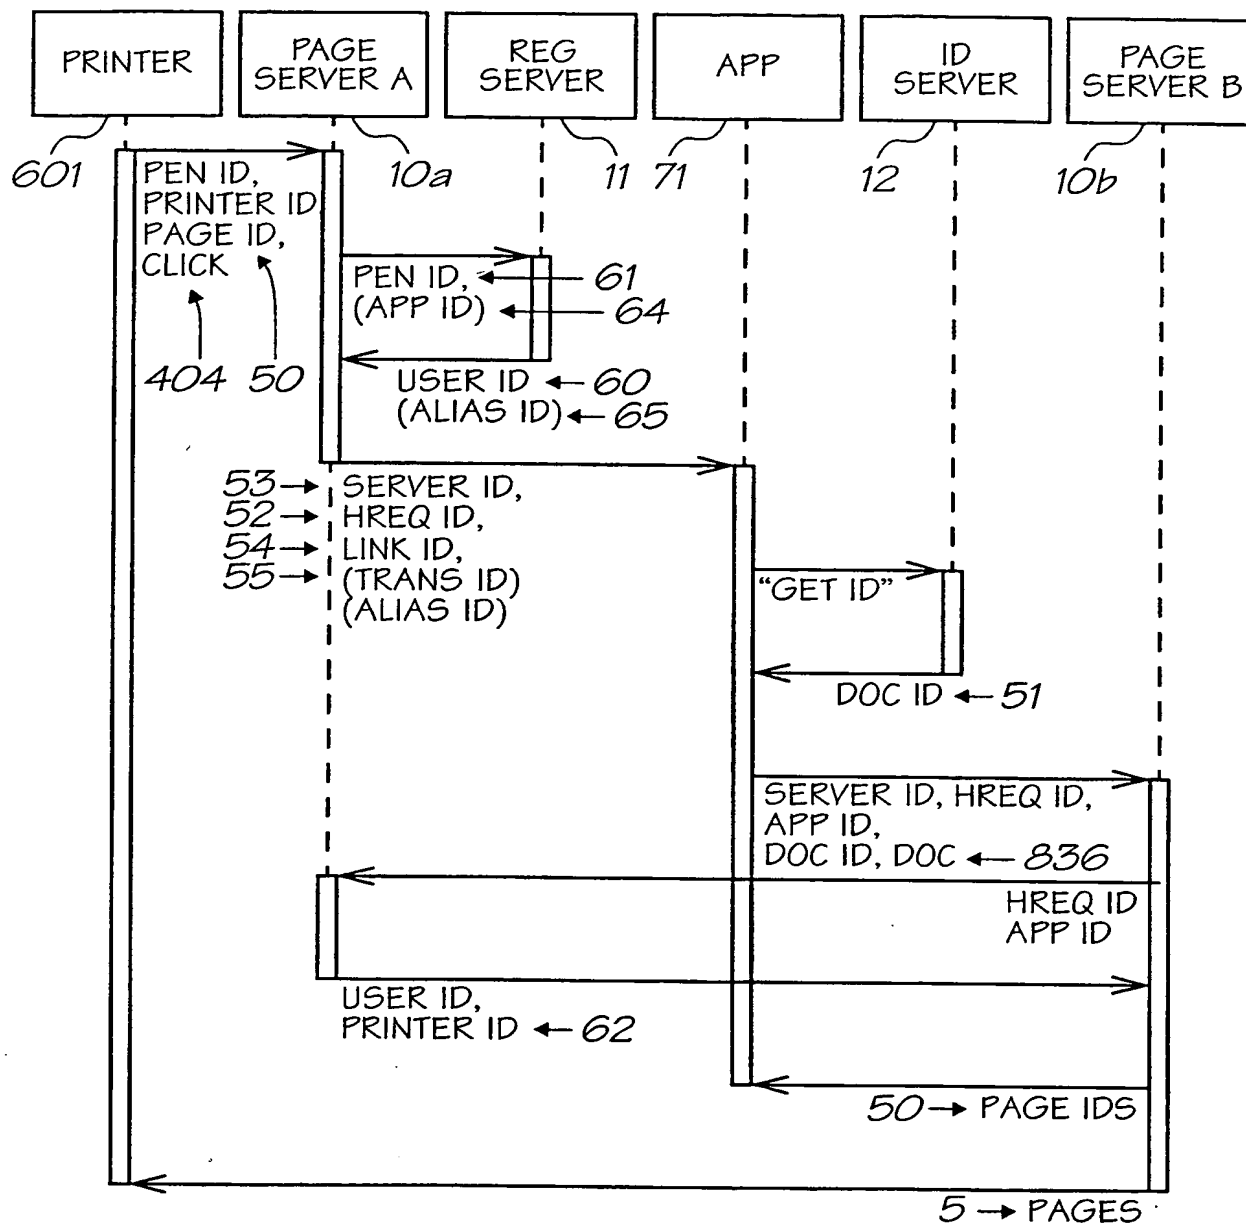 PRINTER
PAGE
SERVER A
REG
SERVER
APP
ID
SERVER
PAGE
SERVER B
601
10a
11
71
12
10b
PEN ID,
PRINTER ID
PAGE ID,
CLICK
404
50
PEN ID,
61
(APP ID)
64
USER ID
60
(ALIAS ID)
65
53
SERVER ID,
52
HREQ ID,
54
LINK ID,
55
(TRANS ID)
(ALIAS ID)
"GET ID"
DOC ID
51
SERVER ID, HREQ ID,
APP ID,
DOC ID, DOC
836
HREQ ID
APP ID
USER ID,
PRINTER ID
62
50
PAGE IDS
5
PAGES